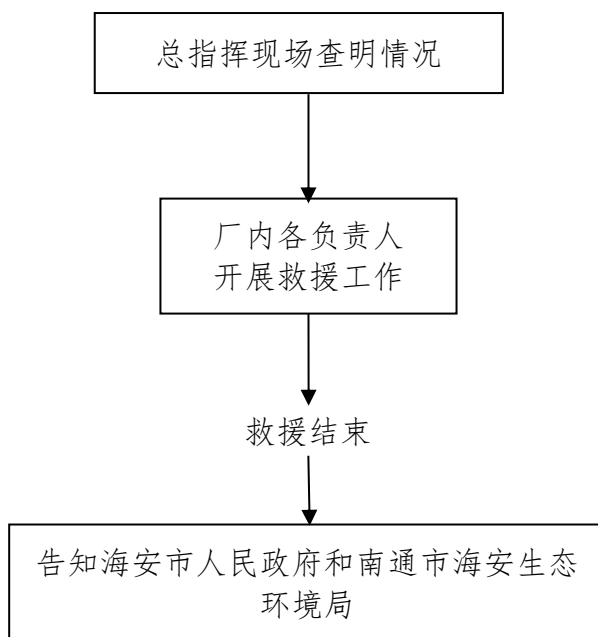 总指挥现场查明情况
厂内各负责人
开展救援工作
救援结束
告知海安市人民政府和南通市海安生态
环境局